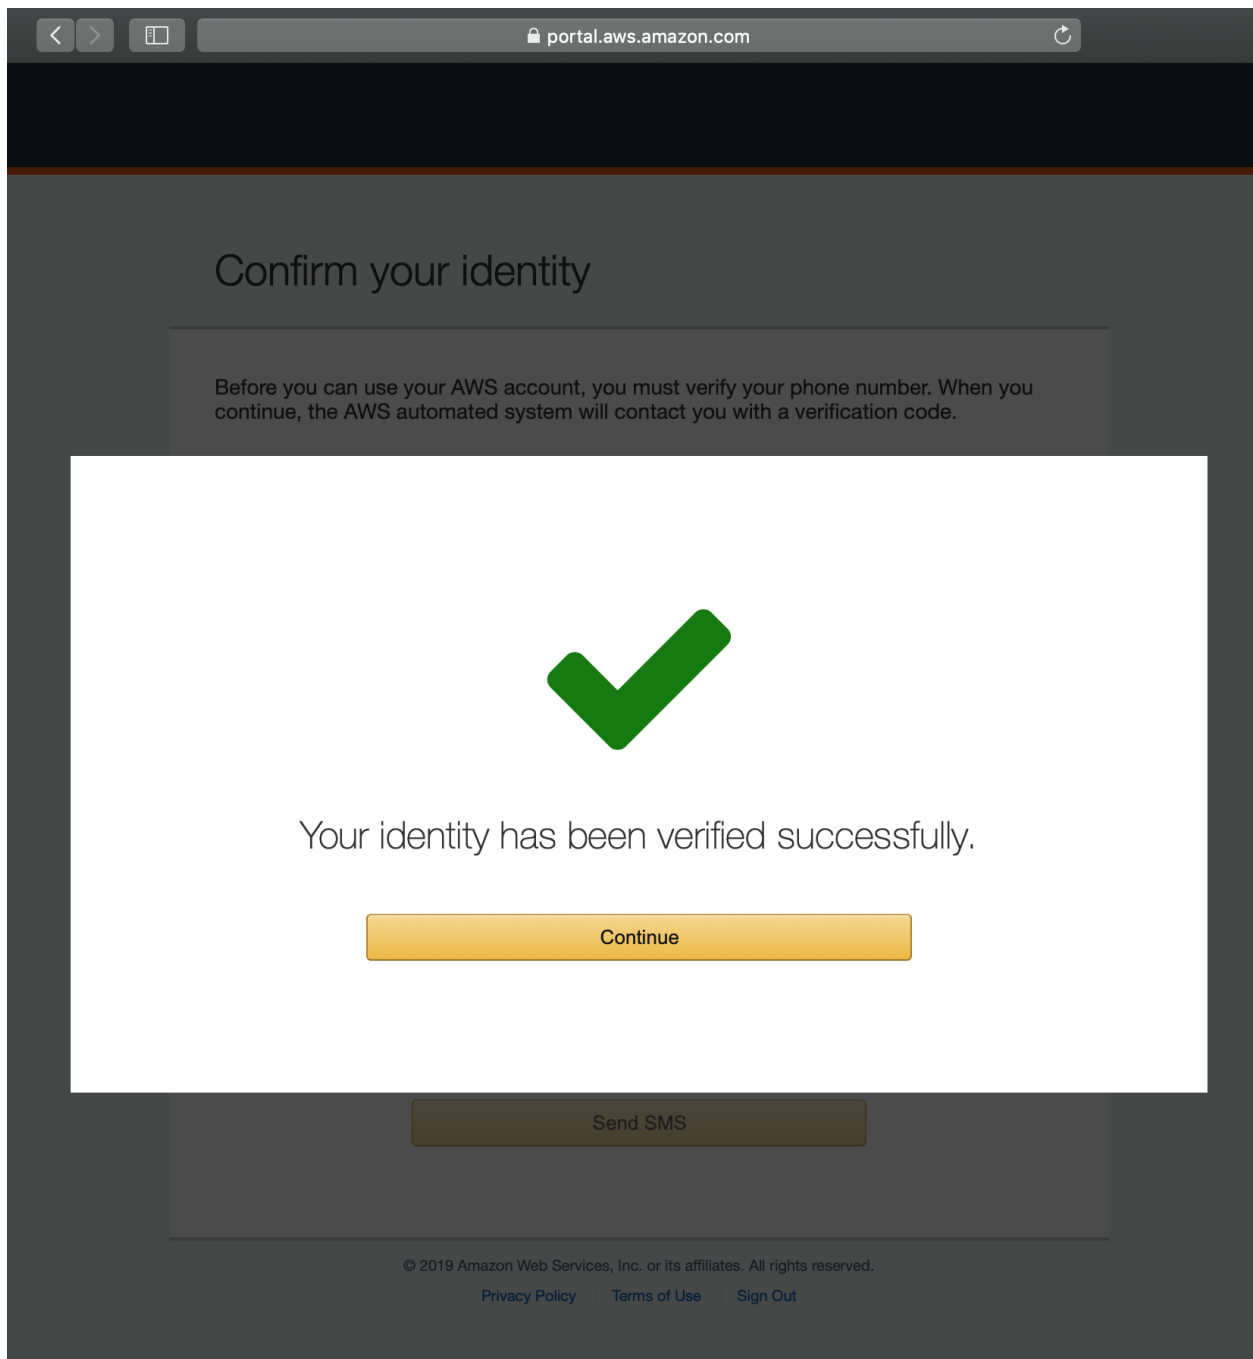 portal.aws.amazon.com
Confirm your identity
Before you can use your AWS account, you must verify your phone number. When you
continue, the AWS automated system will contact you with a verification code.
Your identity has been verified successfully.
Continue
Send SMS
© 2019 Amazon Web Services, Inc. or its affiliates. All rights reserved.
Privacy Policy Terms of Use Sign Out